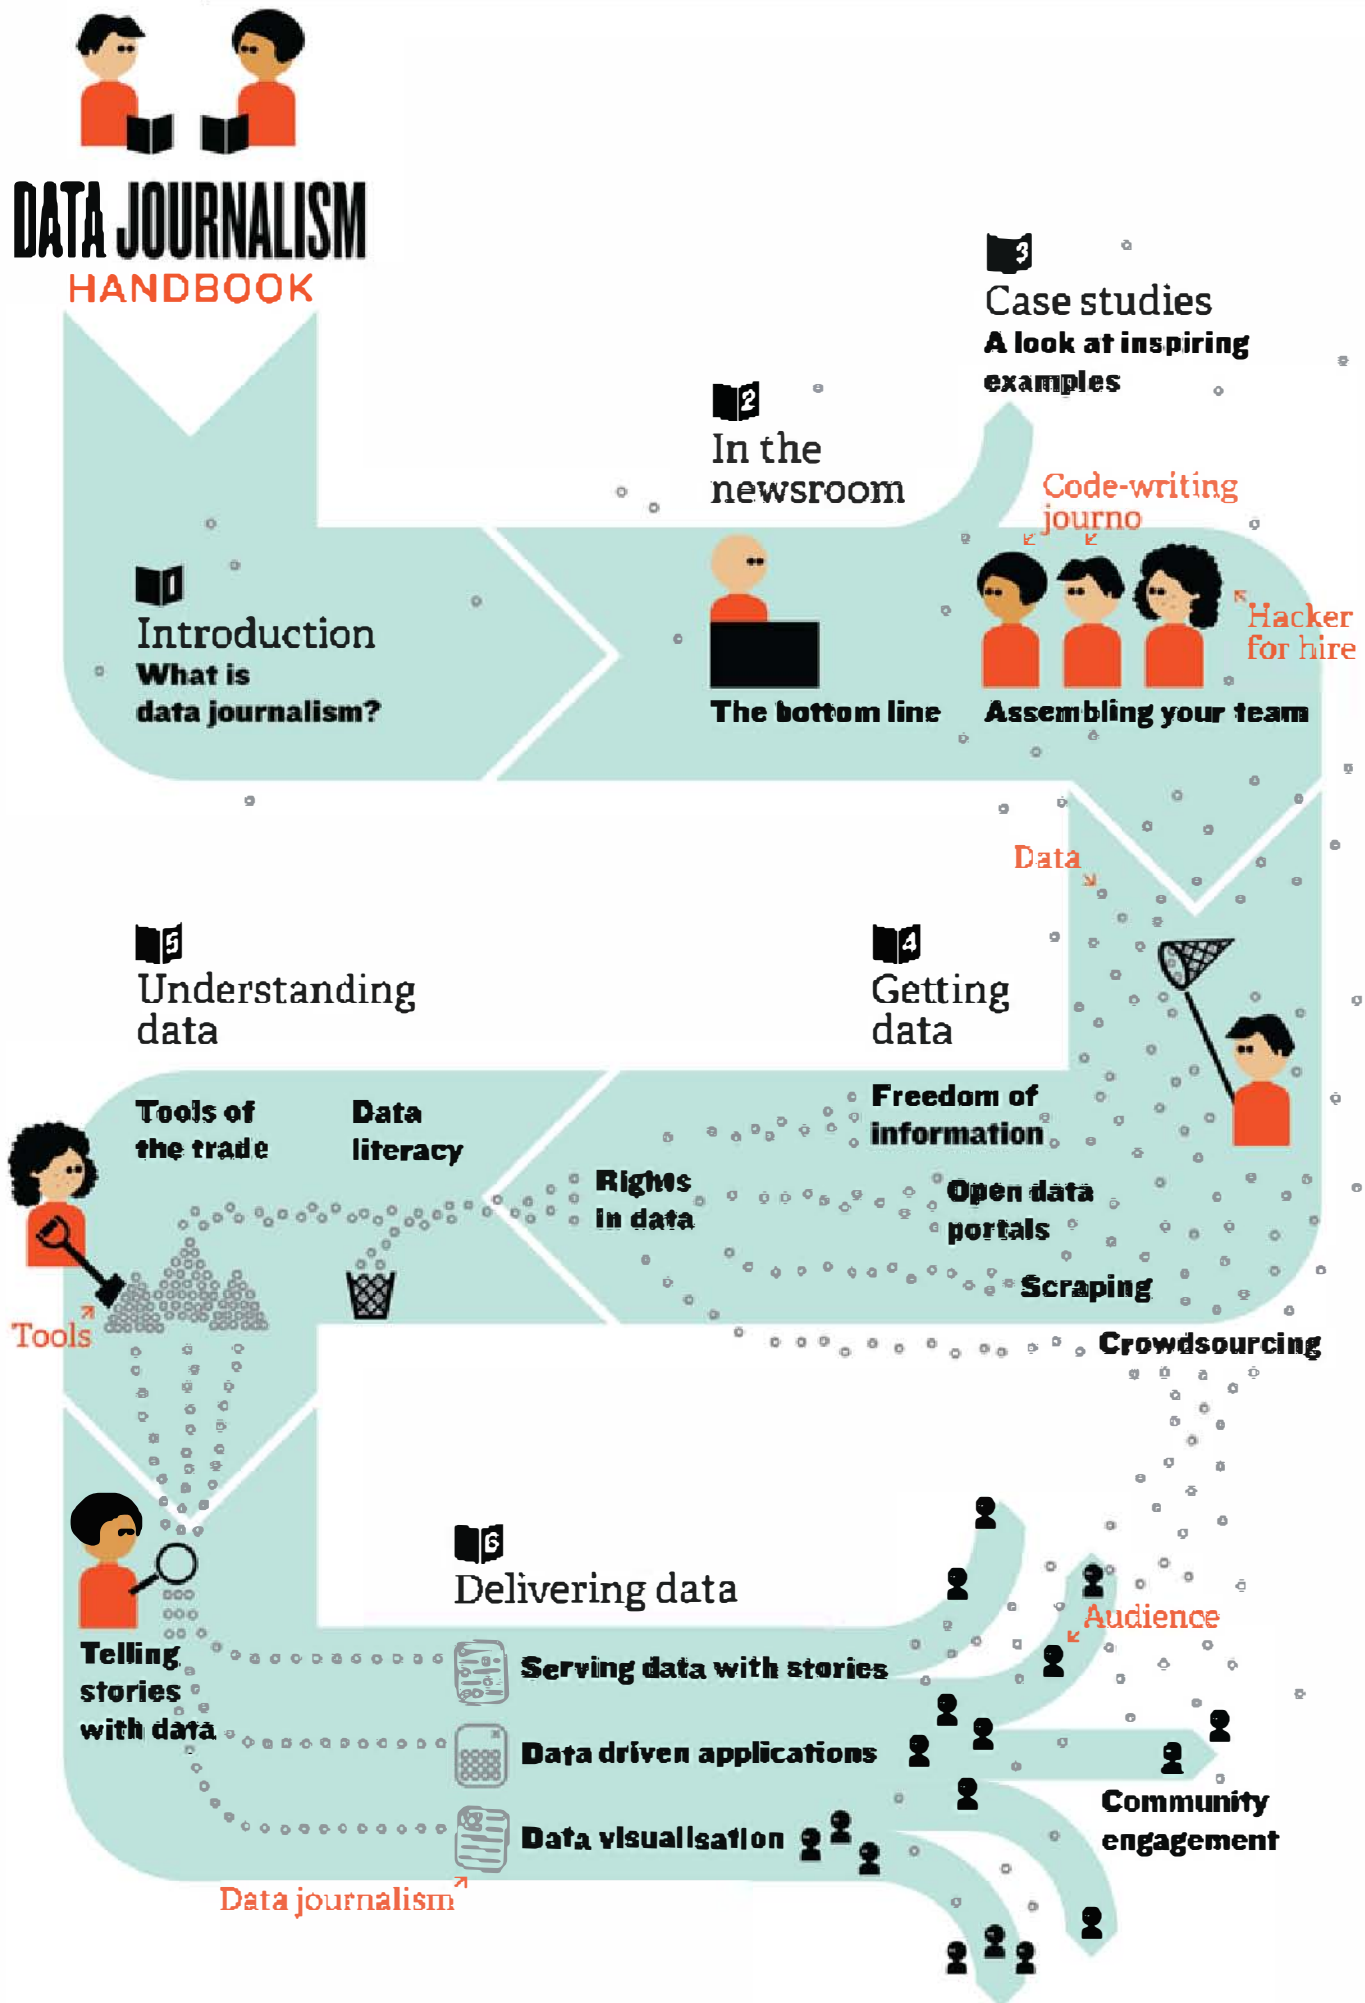 DATA JOURNALISM
HANDBOOK
1
Introduction
What is
data journalism?
2
In the
newsroom
The bottom line
3
Case studies
A look at inspiring
examples
Code-writing
journo
Hacker
for hire
Assembling your team
Data
4
Getting
data
Freedom of
information
Open data
portals
Scraping
Crowdsourcing
Rights
in data
5
Understanding
data
Tools of
the trade
Data
literacy
Tools
Telling
stories
with data
6
Delivering data
Serving data with stories
Data driven applications
Data visualisation
Data journalism
Audience
Community
engagement